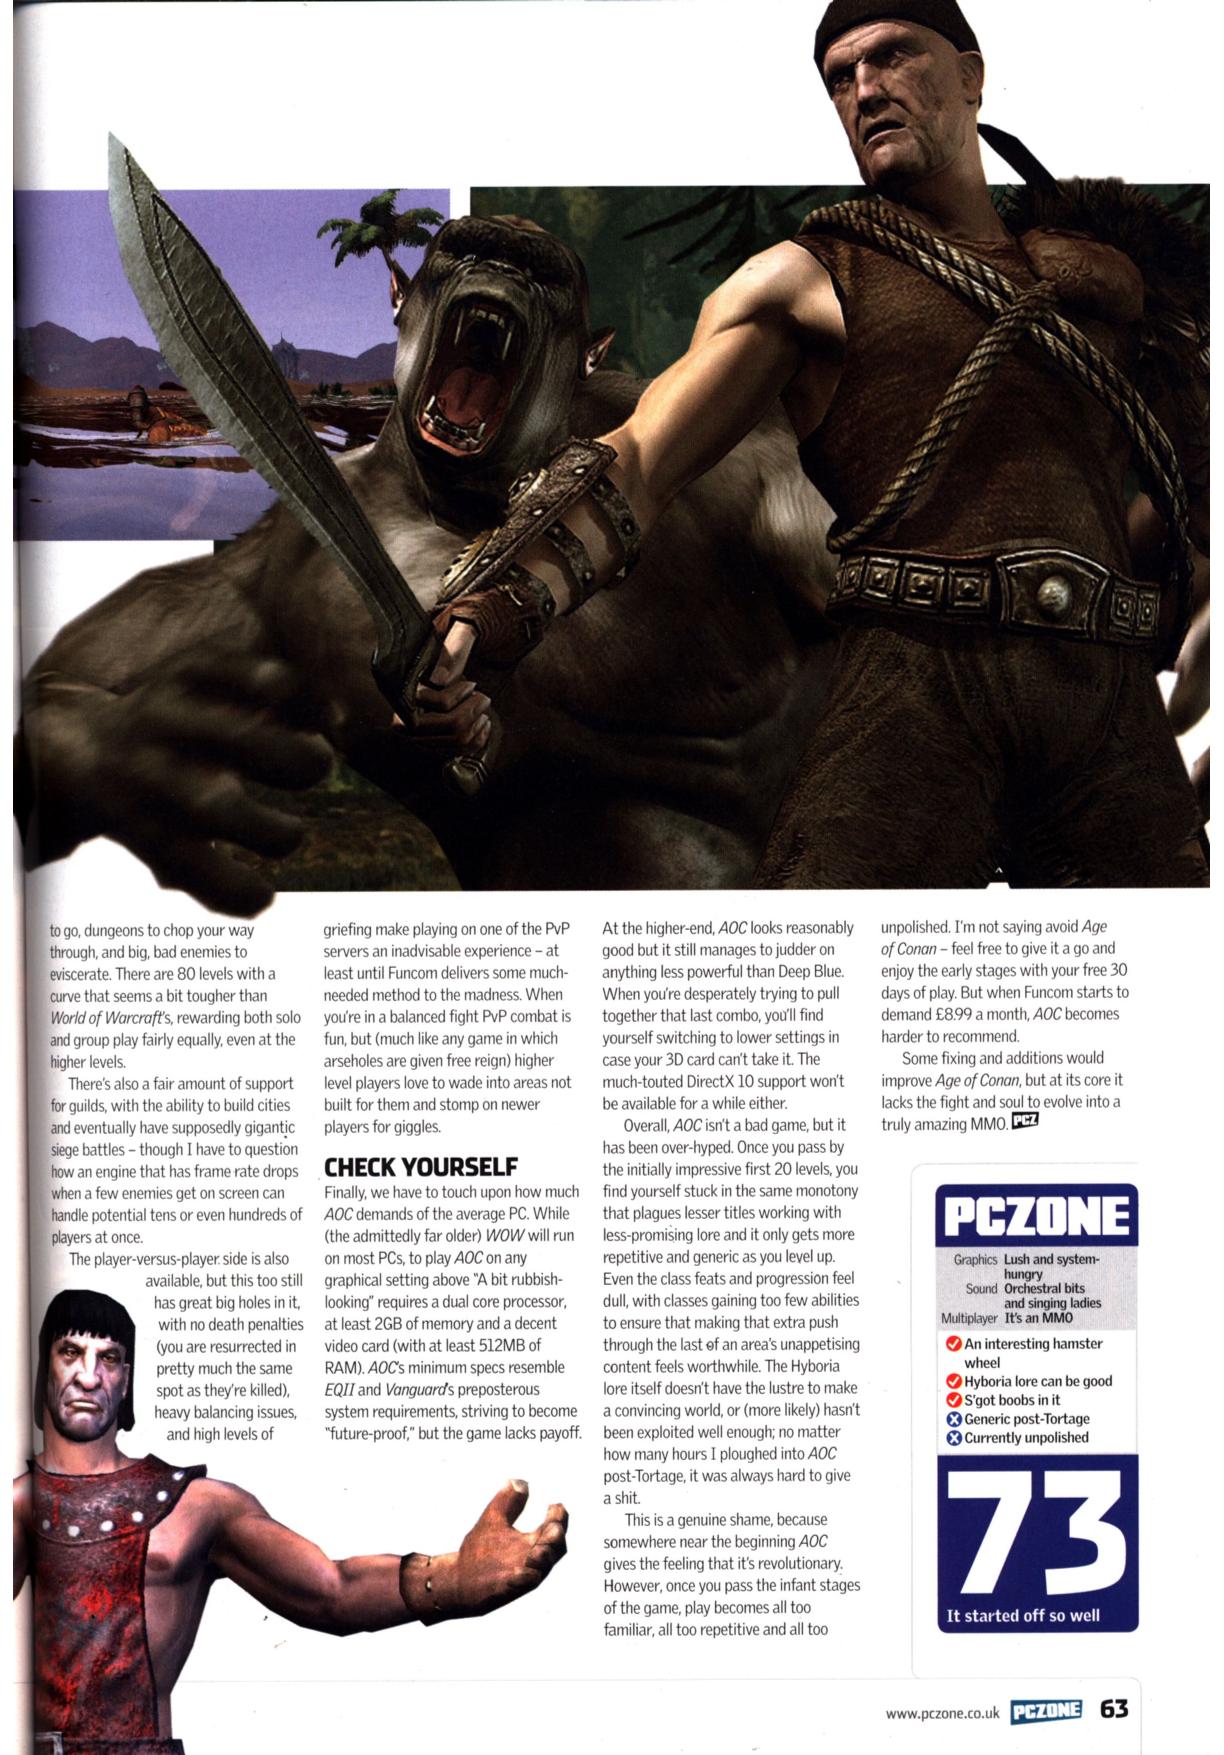 to go, dungeons to chop your way
through, and big, bad enemies to
eviscerate. There are 80 levels with a
curve that seems a bit tougher than
World of Warcraft's, rewarding both solo
and group play fairly equally, even at the
higher levels.
There's also a fair amount of support
for guilds, with the ability to build cities
and eventually have supposedly gigantic
siege battles – though I have to question
how an engine that has frame rate drops
when a few enemies get on screen can
handle potential tens or even hundreds of
players at once.
The player-versus-player side is also
available, but this too still
has great big holes in it,
with no death penalties
(you are resurrected in
pretty much the same
spot as they're killed),
heavy balancing issues,
and high levels of
griefing make playing on one of the PvP
servers an inadvisable experience – at
least until Funcom delivers some much-
needed method to the madness. When
you're in a balanced fight PvP combat is
fun, but (much like any game in which
arseholes are given free reign) higher
level players love to wade into areas not
built for them and stomp on newer
players for giggles.
CHECK YOURSELF
Finally, we have to touch upon how much
AOC demands of the average PC. While
(the admittedly far older) WOW will run
on most PCs, to play AOC on any
graphical setting above "A bit rubbish-
looking" requires a dual core processor,
at least 2GB of memory and a decent
video card (with at least 512MB of
RAM). AOC's minimum specs resemble
EQII and Vanguard's preposterous
system requirements, striving to become
"future-proof," but the game lacks payoff.
At the higher-end, AOC looks reasonably
good but it still manages to judder on
anything less powerful than Deep Blue.
When you're desperately trying to pull
together that last combo, you'll find
yourself switching to lower settings in
case your 3D card can't take it. The
much-touted DirectX 10 support won't
be available for a while either.
Overall, AOC isn't a bad game, but it
has been over-hyped. Once you pass by
the initially impressive first 20 levels, you
find yourself stuck in the same monotony
that plagues lesser titles working with
less-promising lore and it only gets more
repetitive and generic as you level up.
Even the class feats and progression feel
dull, with classes gaining too few abilities
to ensure that making that extra push
through the last of an area's unappetising
content feels worthwhile. The Hyboria
lore itself doesn't have the lustre to make
a convincing world, or (more likely) hasn't
been exploited well enough; no matter
how many hours I ploughed into AOC
post-Tortage, it was always hard to give
a shit.
This is a genuine shame, because
somewhere near the beginning AOC
gives the feeling that it's revolutionary.
However, once you pass the infant stages
of the game, play becomes all too
familiar, all too repetitive and all too
unpolished. I'm not saying avoid Age
of Conan – feel free to give it a go and
enjoy the early stages with your free 30
days of play. But when Funcom starts to
demand £8.99 a month, AOC becomes
harder to recommend.
Some fixing and additions would
improve Age of Conan, but at its core it
lacks the fight and soul to evolve into a
truly amazing MMO. PCZ
PCZONE
Graphics Lush and system-
hungry
Sound Orchestral bits
and singing ladies
Multiplayer It's an MMO
An interesting hamster
wheel
Hyboria lore can be good
S'got boobs in it
Generic post-Tortage
Currently unpolished
73
It started off so well
www.pczone.co.uk PCZONE 63